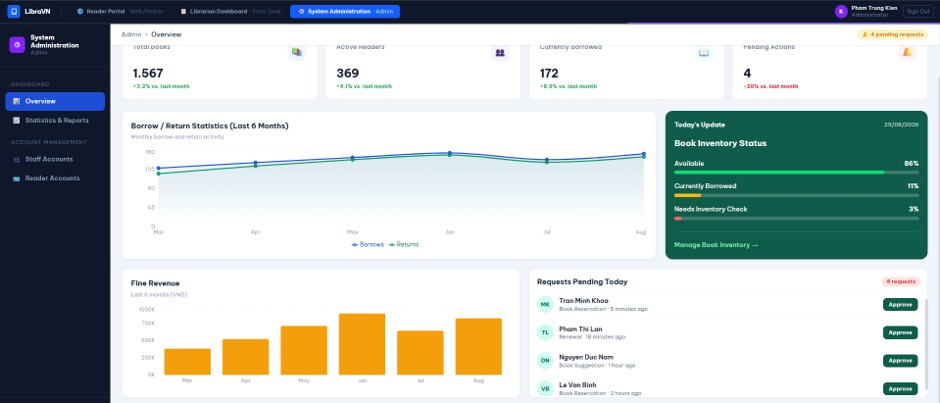 LibraVN
Reader Portal · Web/Mobile
Librarian Dashboard · Front Desk
System Administration · Admin
K
Pham Trung Kien
Administrator
Sign Out
System
Administration
Admin
DASHBOARD
Overview
Statistics & Reports
ACCOUNT MANAGEMENT
Staff Accounts
Reader Accounts
Admin › Overview
4 pending requests
Total Books
1.567
+3.2% vs. last month
Active Readers
369
+5.1% vs. last month
Currently Borrowed
172
+8.9% vs. last month
Pending Actions
4
-20% vs. last month
Borrow / Return Statistics (Last 6 Months)
Monthly borrow and return activity
180
135
90
45
0
Mar Apr May Jun Jul Aug
Borrows Returns
Today's Update
29/08/2026
Book Inventory Status
Available 86%
Currently Borrowed 11%
Needs Inventory Check 3%
Manage Book Inventory →
Fine Revenue
Last 6 months (VND)
1000K
750K
500K
250K
0K
Mar Apr May Jun Jul Aug
Requests Pending Today
4 requests
MK
Tran Minh Khoa
Book Reservation · 5 minutes ago
Approve
TL
Pham Thi Lan
Renewal · 18 minutes ago
Approve
DN
Nguyen Duc Nam
Book Suggestion · 1 hour ago
Approve
VB
Le Van Binh
Book Reservation · 2 hours ago
Approve